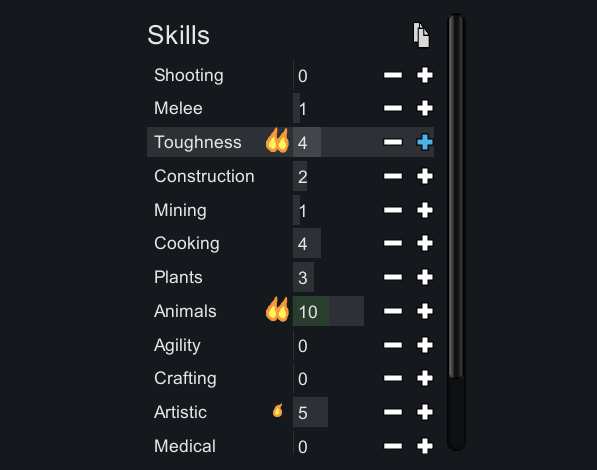 Skills
Shooting 0
Melee 1
Toughness 4
Construction 2
Mining 1
Cooking 4
Plants 3
Animals 10
Agility 0
Crafting 0
Artistic 5
Medical 0